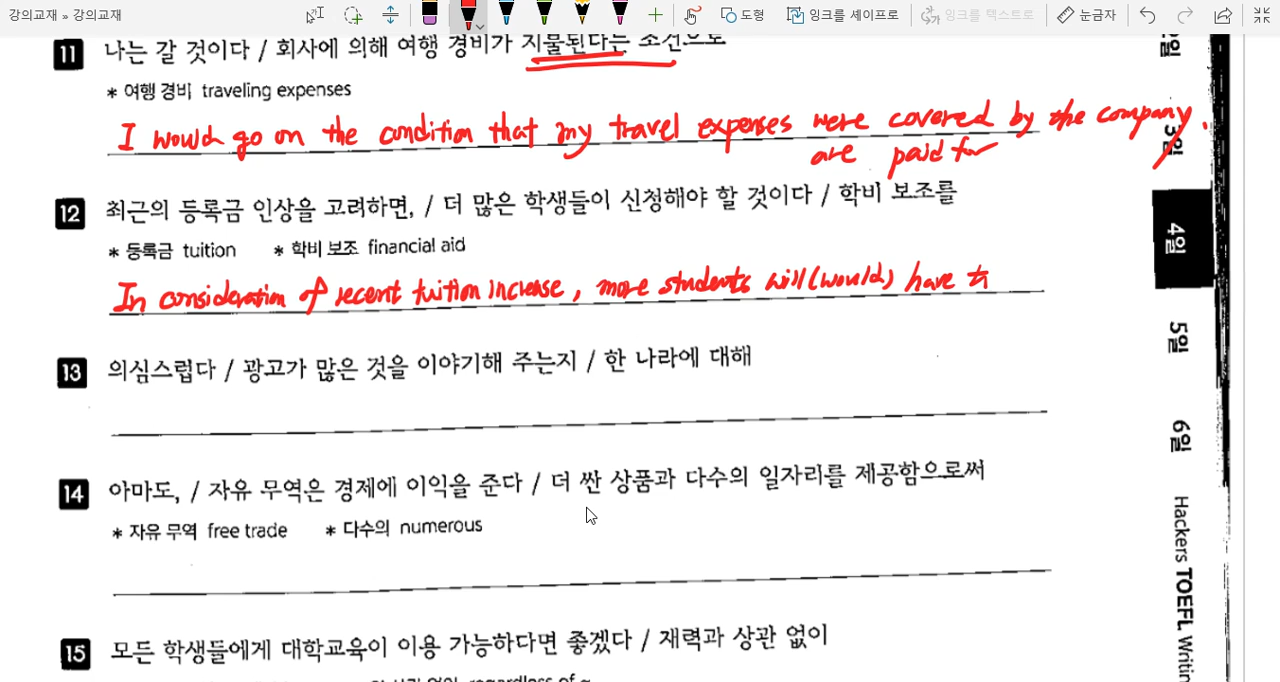 강의교재 » 강의교재
도형
잉크를 셰이프로
잉크를 텍스트로
눈금자
11 나는 갈 것이다 / 회사에 의해 여행 경비가 지불된다는 조건으로
* 여행 경비 traveling expenses
I would go on the condition that my travel expenses were covered by the company.
are paid for
12 최근의 등록금 인상을 고려하면, / 더 많은 학생들이 신청해야 할 것이다 / 학비 보조를
* 등록금 tuition * 학비 보조 financial aid
In consideration of recent tuition increase, more students will (would) have to
13 의심스럽다 / 광고가 많은 것을 이야기해 주는지 / 한 나라에 대해
14 아마도, / 자유 무역은 경제에 이익을 준다 / 더 싼 상품과 다수의 일자리를 제공함으로써
* 자유 무역 free trade * 다수의 numerous
15 모든 학생들에게 대학교육이 이용 가능하다면 좋겠다 / 재력과 상관 없이
regardless of
3일
4일
5일
6일
Hackers TOEFL Writin